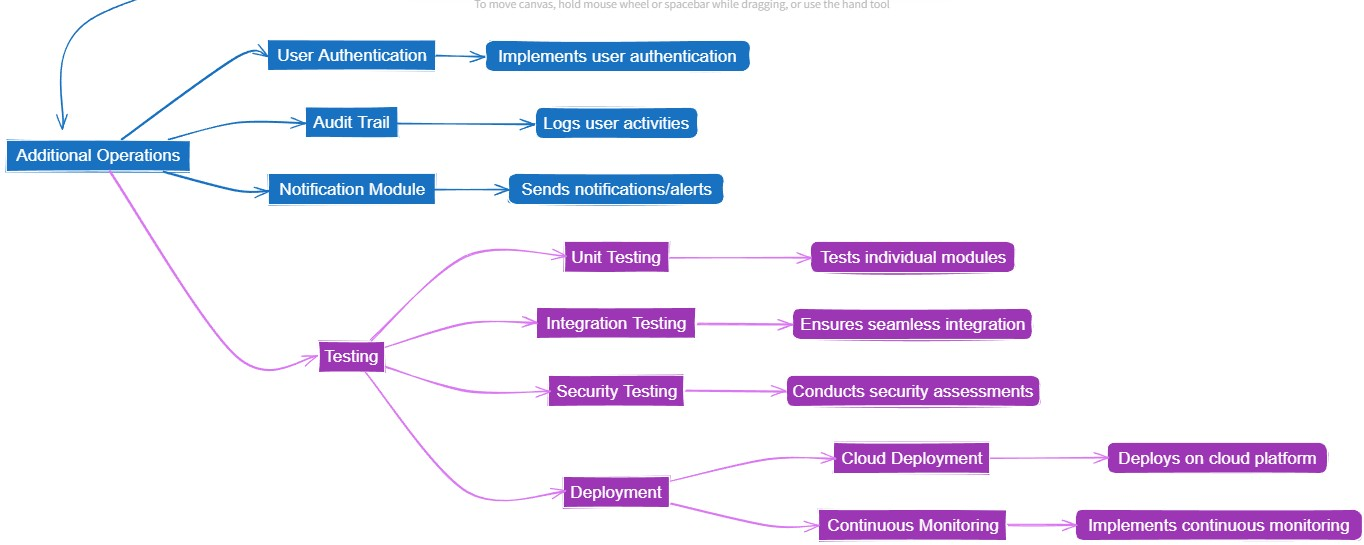 To move canvas, hold mouse wheel or spacebar while dragging, or use the hand tool
User Authentication
Implements user authentication
Audit Trail
Logs user activities
Additional Operations
Notification Module
Sends notifications/alerts
Unit Testing
Tests individual modules
Integration Testing
Ensures seamless integration
Testing
Security Testing
Conducts security assessments
Cloud Deployment
Deploys on cloud platform
Deployment
Continuous Monitoring
Implements continuous monitoring